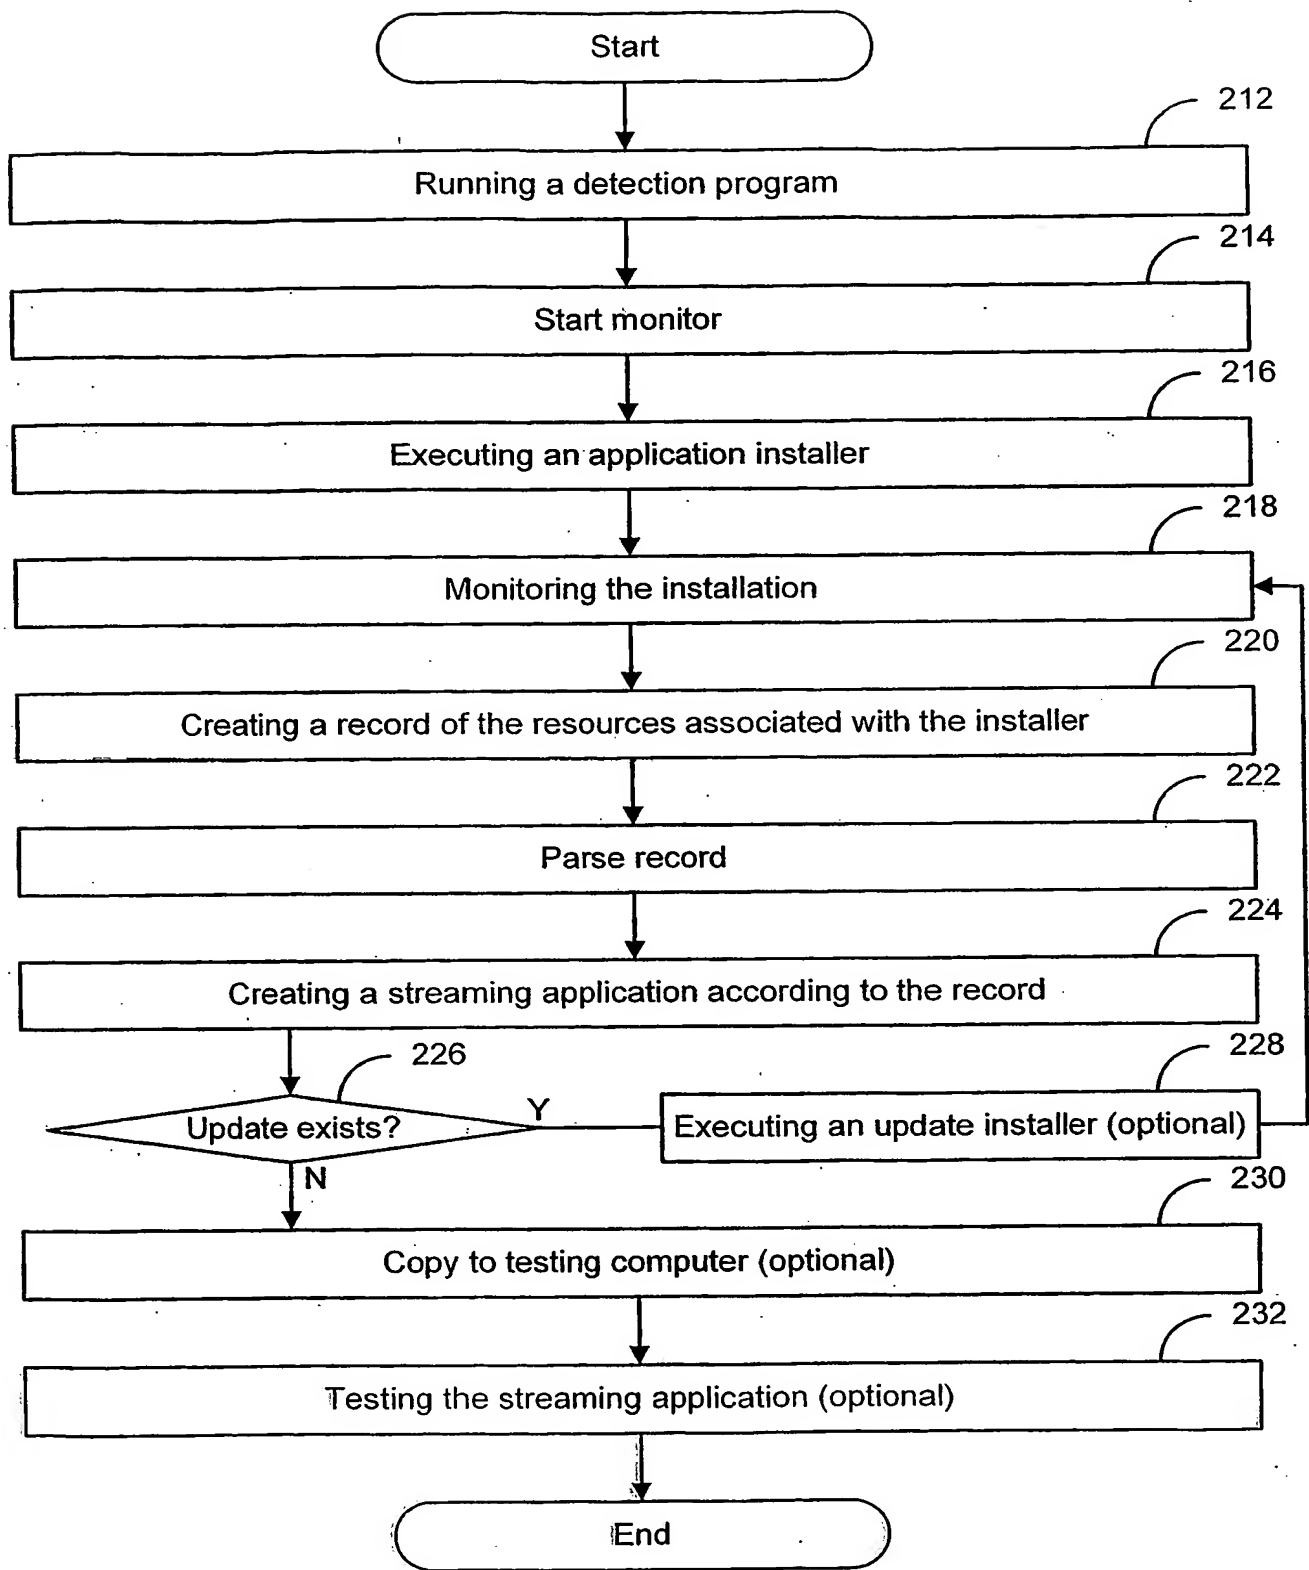 Start
212
Running a detection program
214
Start monitor
216
Executing an application installer
218
Monitoring the installation
220
Creating a record of the resources associated with the installer
222
Parse record
224
Creating a streaming application according to the record
226
228
Update exists?
Y
Executing an update installer (optional)
N
230
Copy to testing computer (optional)
232
Testing the streaming application (optional)
End